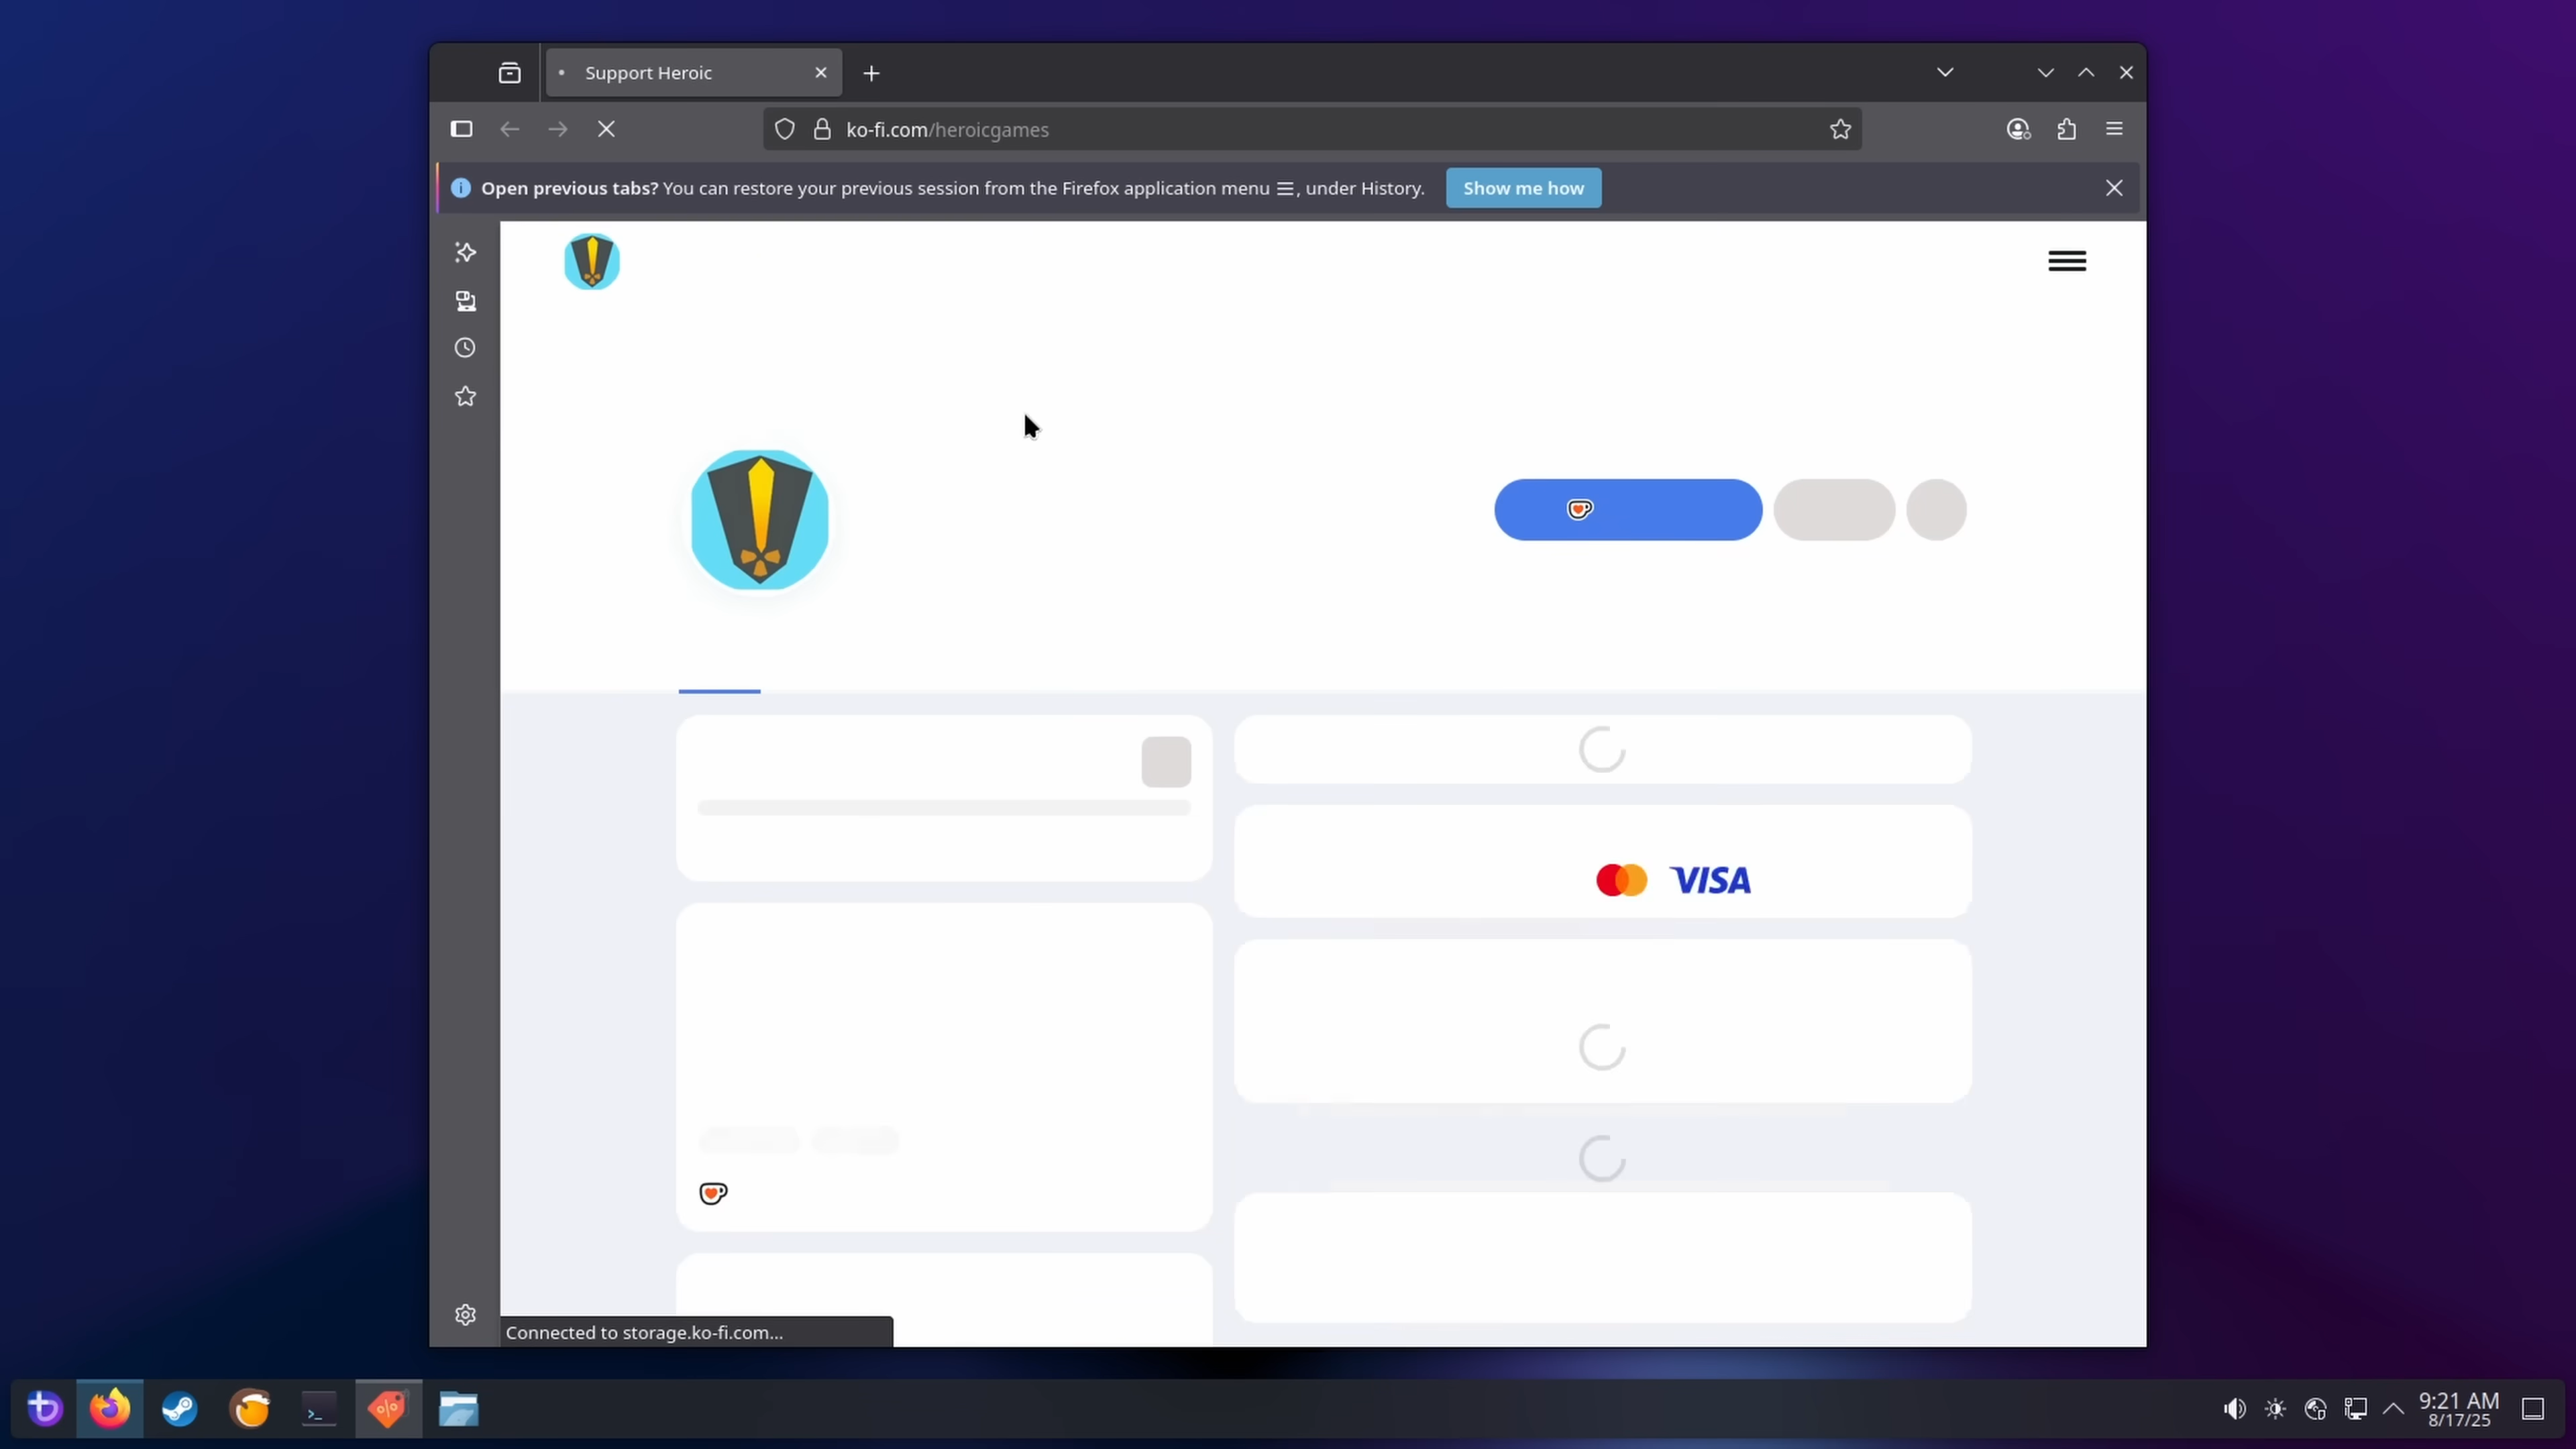 Support Heroic
ko-fi.com/heroicgames
Open previous tabs? You can restore your previous session from the Firefox application menu ☰, under History.
Show me how
VISA
Connected to storage.ko-fi.com...
9:21 AM
8/17/25